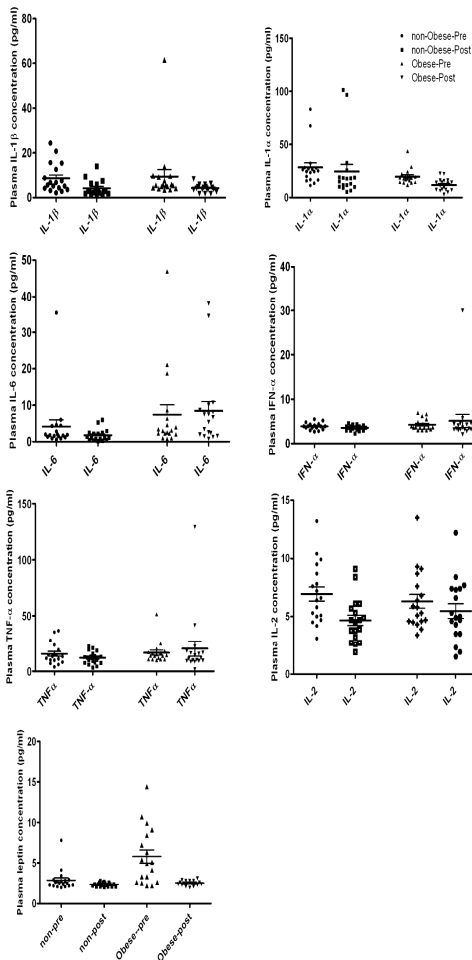 Plasma IL-1β concentration (pg/ml)
80
60
40
20
0
IL-1β
IL-1β
IL-1β
IL-1β
Plasma IL-1α concentration (pg/ml)
150
100
50
0
IL-1α
IL-1α
IL-1α
IL-1α
non-Obese-Pre
non-Obese-Post
Obese-Pre
Obese-Post
Plasma IL-6 concentration (pg/ml)
50
40
30
20
10
0
IL-6
IL-6
IL-6
IL-6
Plasma IFN-α concentration (pg/ml)
40
30
20
10
0
IFN-α
IFN-α
IFN-α
IFN-α
Plasma TNF-α concentration (pg/ml)
150
100
50
0
TNFα
TNF-α
TNFα
TNFα
Plasma IL-2 concentration (pg/ml)
15
10
5
0
IL-2
IL-2
IL-2
IL-2
Plasma leptin concentration (pg/ml)
20
15
10
5
0
non-pre
non-post
Obese--pre
Obese-post